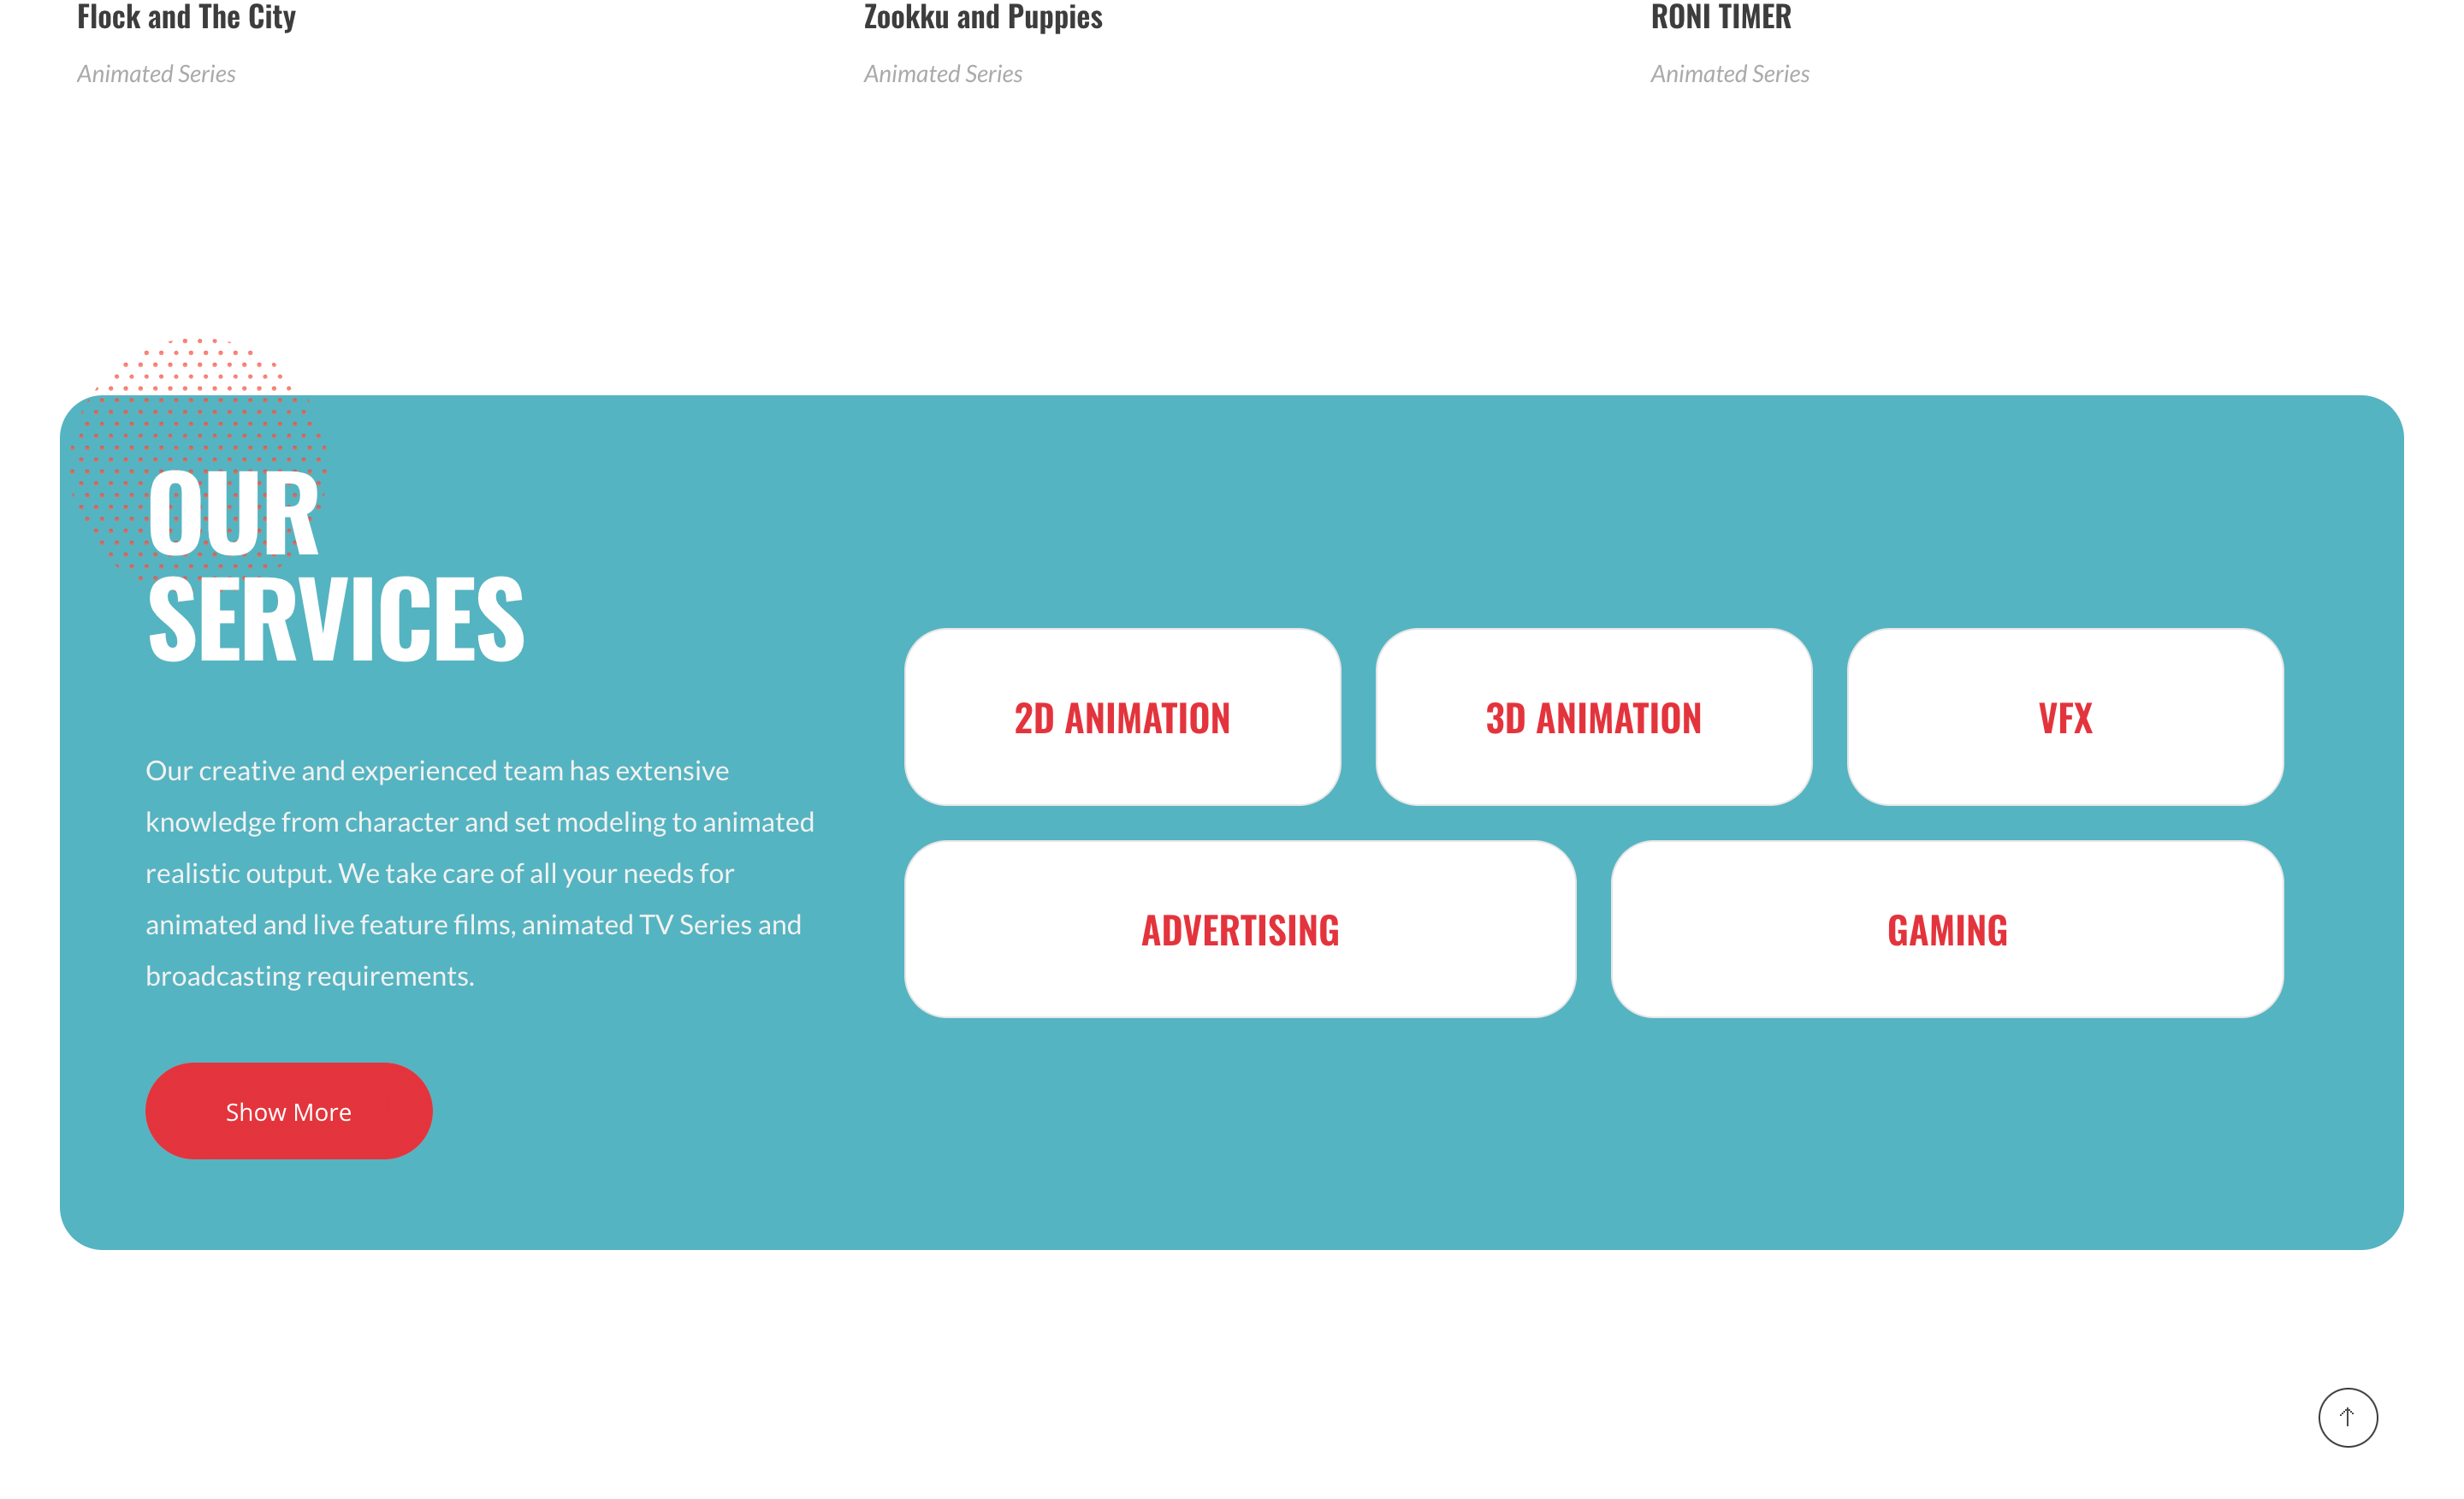 Flock and The City
Animated Series
Zookku and Puppies
Animated Series
RONI TIMER
Animated Series
OUR
SERVICES
Our creative and experienced team has extensive
knowledge from character and set modeling to animated
realistic output. We take care of all your needs for
animated and live feature films, animated TV Series and
broadcasting requirements.
Show More
2D ANIMATION
3D ANIMATION
VFX
ADVERTISING
GAMING